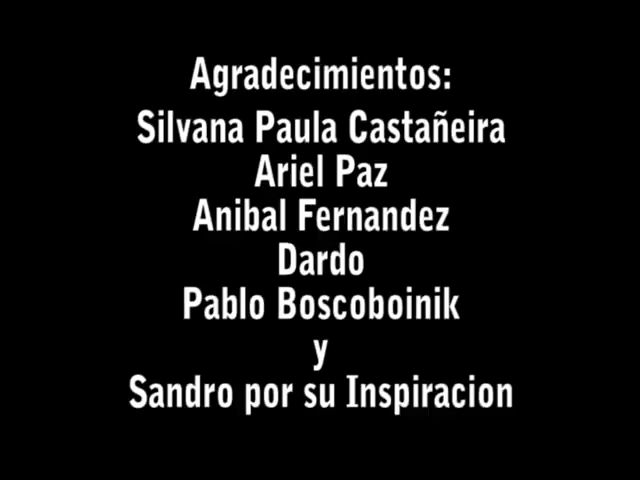 Agradecimientos:
Silvana Paula Castañeira
Ariel Paz
Anibal Fernandez
Dardo
Pablo Boscoboinik
y
Sandro por su Inspiracion